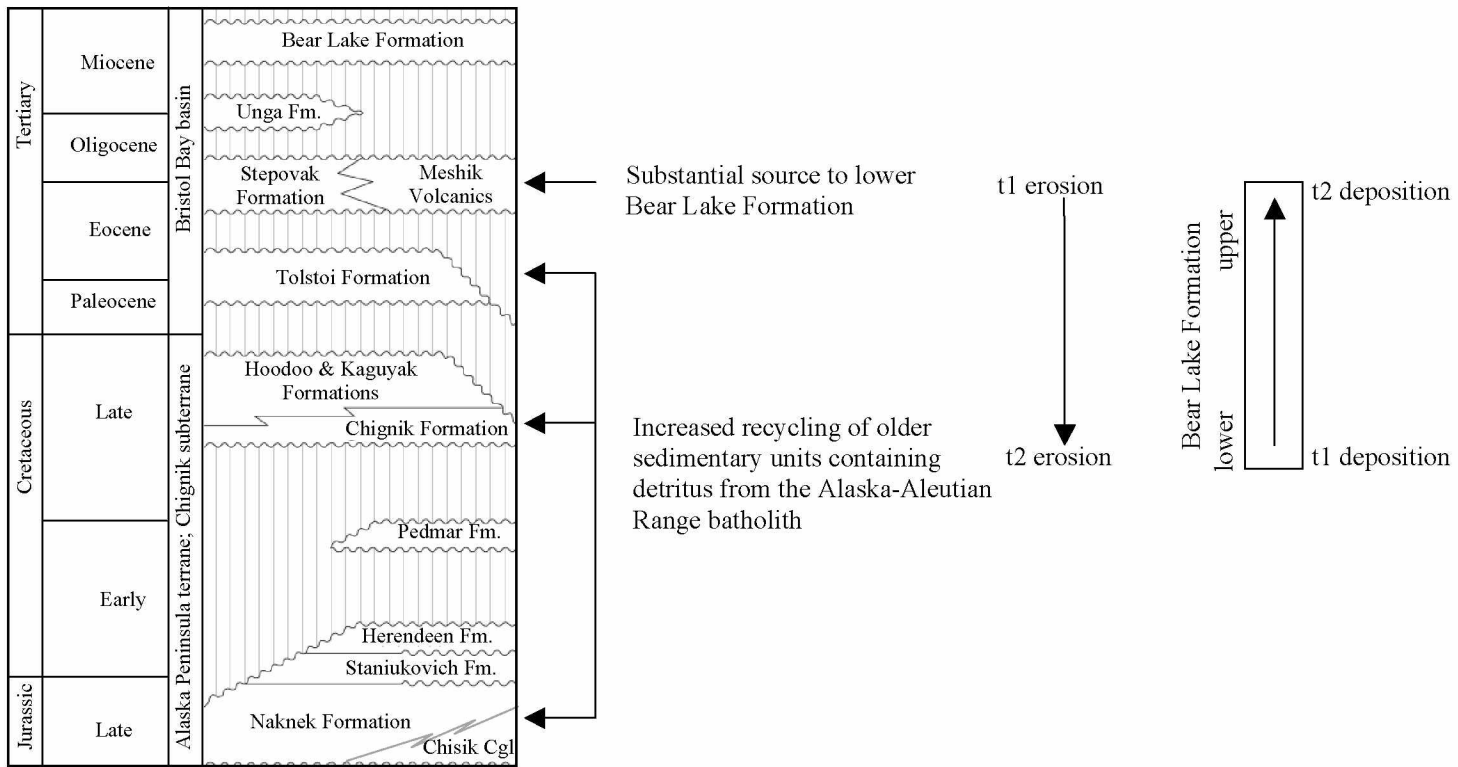 Tertiary
Miocene
Oligocene
Eocene
Paleocene
Cretaceous
Late
Early
Jurassic
Late
Bristol Bay basin
Alaska Peninsula terrane; Chignik subterrane
Bear Lake Formation
Unga Fm.
Stepovak
Formation
Meshik
Volcanics
Tolstoi Formation
Hoodoo & Kaguyak
Formations
Chignik Formation
Pedmar Fm.
Herendeen Fm.
Staniukovich Fm.
Naknek Formation
Chisik Cgl
Substantial source to lower
Bear Lake Formation
Increased recycling of older
sedimentary units containing
detritus from the Alaska-Aleutian
Range batholith
t1 erosion
t2 erosion
Bear Lake Formation
lower
upper
t2 deposition
t1 deposition